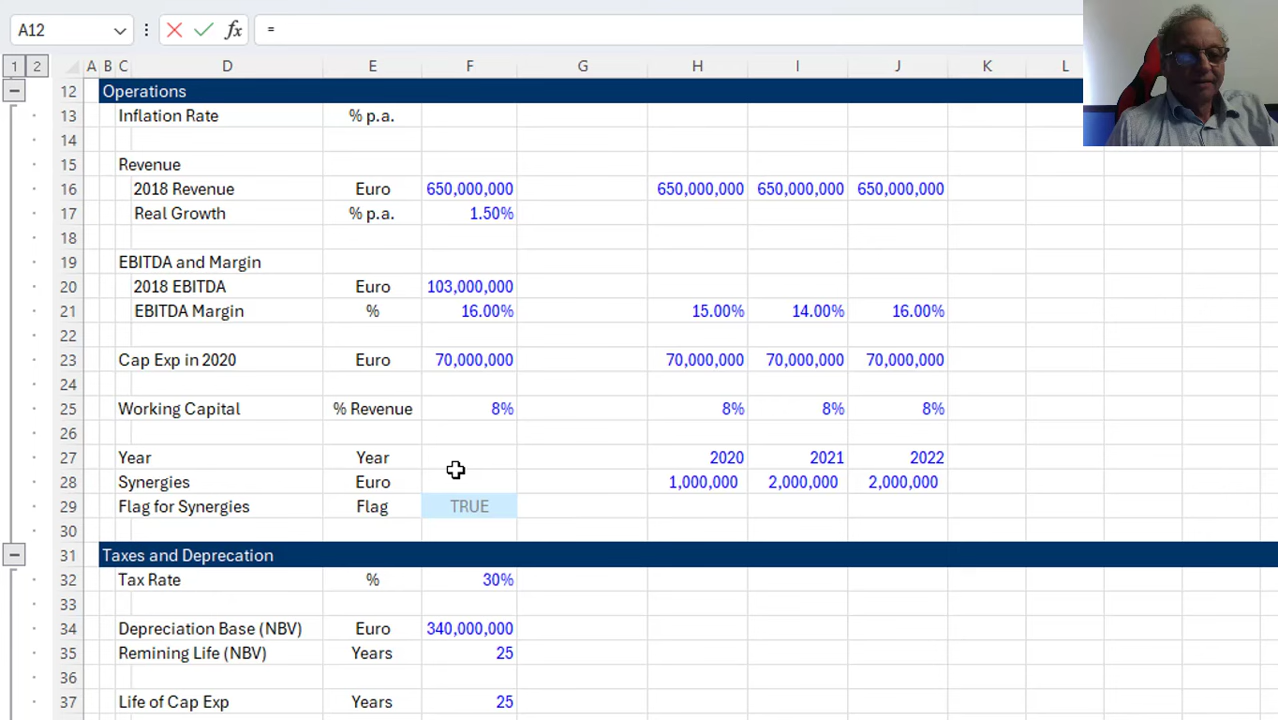 A12 fx =
1 2 A B C D E F G H I J K L
12 Operations
13 Inflation Rate % p.a.
14
15 Revenue
16 2018 Revenue Euro 650,000,000 650,000,000 650,000,000 650,000,000
17 Real Growth % p.a. 1.50%
18
19 EBITDA and Margin
20 2018 EBITDA Euro 103,000,000
21 EBITDA Margin % 16.00% 15.00% 14.00% 16.00%
22
23 Cap Exp in 2020 Euro 70,000,000 70,000,000 70,000,000 70,000,000
24
25 Working Capital % Revenue 8% 8% 8% 8%
26
27 Year Year 2020 2021 2022
28 Synergies Euro 1,000,000 2,000,000 2,000,000
29 Flag for Synergies Flag TRUE
30
31 Taxes and Deprecation
32 Tax Rate % 30%
33
34 Depreciation Base (NBV) Euro 340,000,000
35 Remining Life (NBV) Years 25
36
37 Life of Cap Exp Years 25